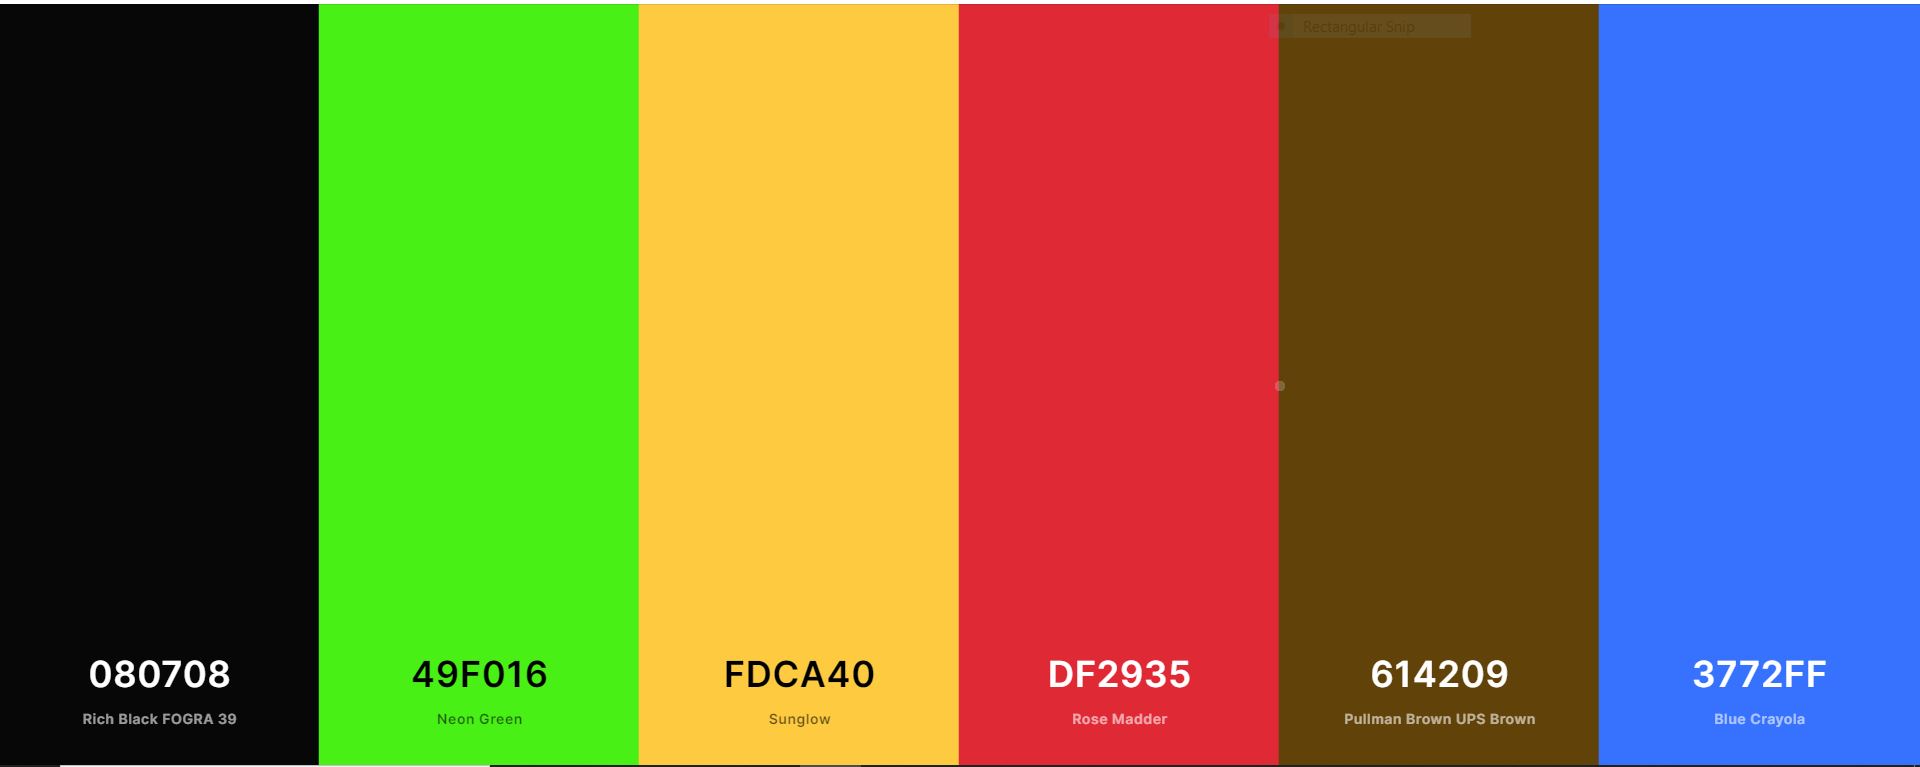 Rectangular Snip
080708
49F016
FDCA40
DF2935
614209
3772FF
Rich Black FOGRA 39
Neon Green
Sunglow
Rose Madder
Pullman Brown UPS Brown
Blue Crayola